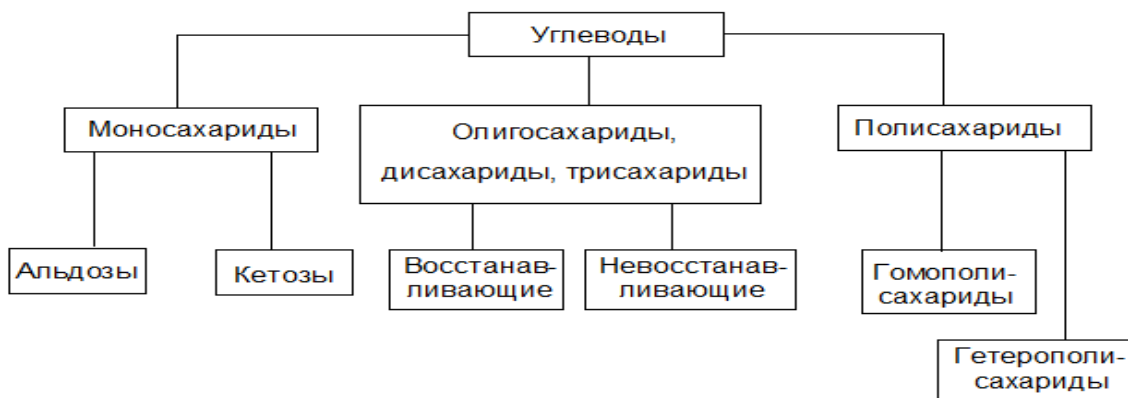 Углеводы
Моносахариды
Олигосахариды,
дисахариды, трисахариды
Полисахариды
Альдозы
Кетозы
Восстанав-
ливающие
Невосстанав-
ливающие
Гомополи-
сахариды
Гетерополи-
сахариды